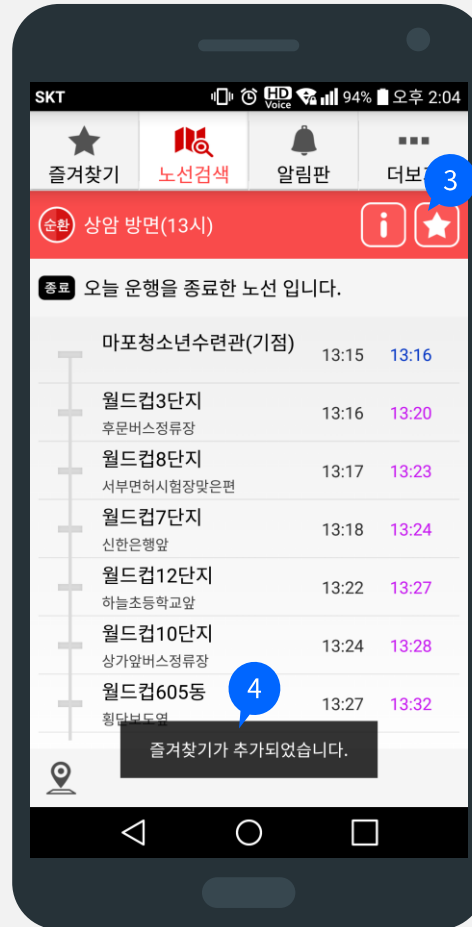 SKT HD Voice 94% 오후 2:04
즐겨찾기 노선검색 알림판 더보
3
순환 상암 방면(13시) i
종료 오늘 운행을 종료한 노선 입니다.
마포청소년수련관(기점) 13:15 13:16
월드컵3단지 13:16 13:20
후문버스정류장
월드컵8단지 13:17 13:23
서부면허시험장맞은편
월드컵7단지 13:18 13:24
신한은행앞
월드컵12단지 13:22 13:27
하늘초등학교앞
월드컵10단지 13:24 13:28
상가앞버스정류장
월드컵605동 13:27 13:32
4
횡단보도옆
즐겨찾기가 추가되었습니다.